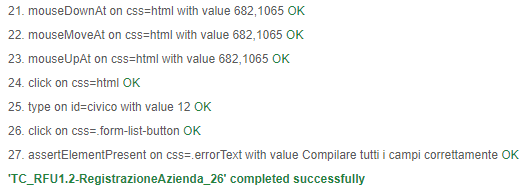 21. mouseDownAt on css=html with value 682,1065 OK
22. mouseMoveAt on css=html with value 682,1065 OK
23. mouseUpAt on css=html with value 682,1065 OK
24. click on css=html OK
25. type on id=civico with value 12 OK
26. click on css=.form-list-button OK
27. assertElementPresent on css=.errorText with value Compilare tutti i campi correttamente OK
'TC_RFU1.2-RegistrazioneAzienda_26' completed successfully